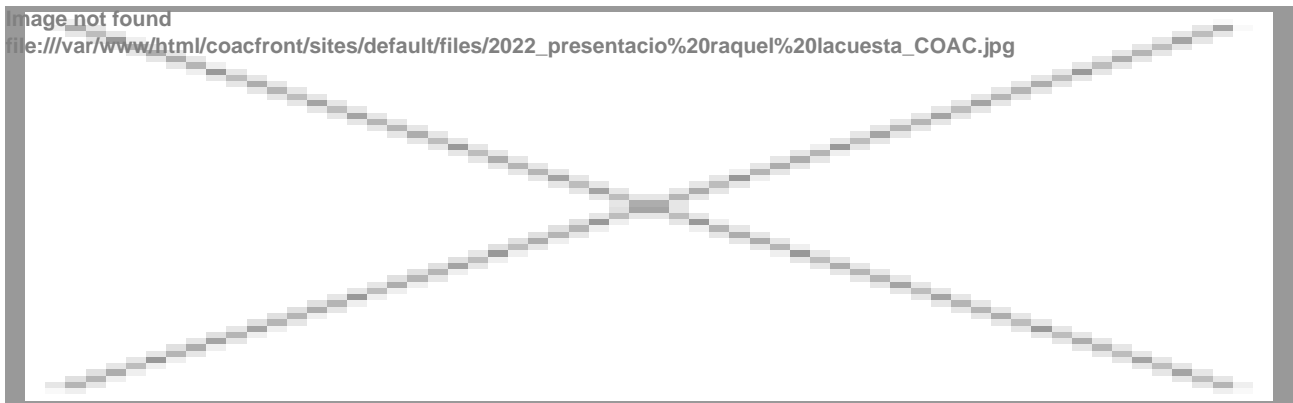 Image not found
file:///var/www/html/coacfront/sites/default/files/2022_presentacio%20raquel%20lacuesta_COAC.jpg